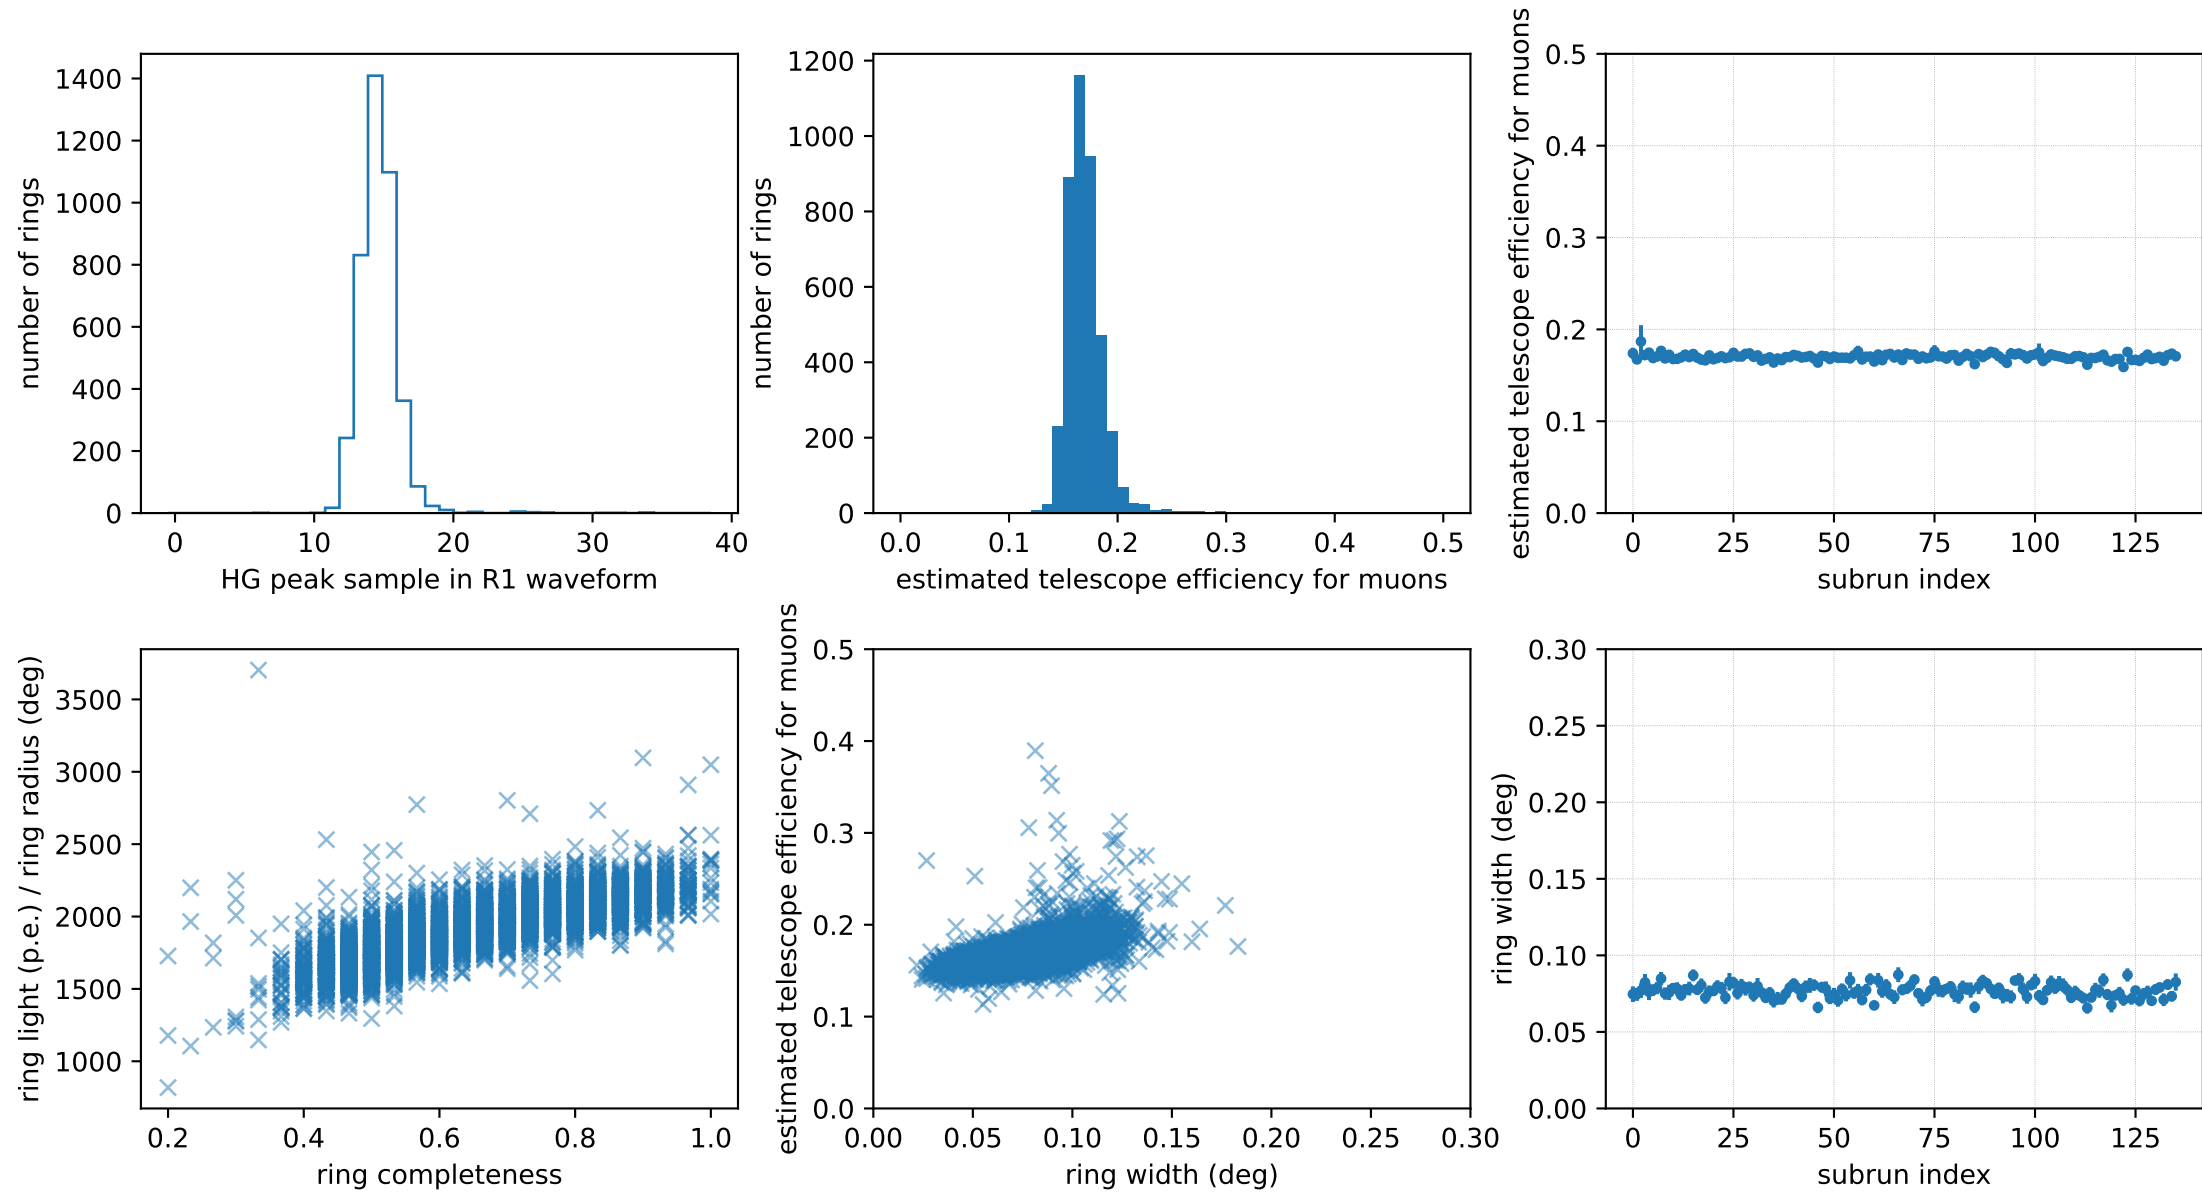 number of rings
1400
1200
1000
800
600
400
200
0
0 10 20 30 40
HG peak sample in R1 waveform
number of rings
1200
1000
800
600
400
200
0
0.0 0.1 0.2 0.3 0.4 0.5
estimated telescope efficiency for muons
estimated telescope efficiency for muons
0.5
0.4
0.3
0.2
0.1
0.0
0 25 50 75 100 125
subrun index
ring light (p.e.) / ring radius (deg)
3500
3000
2500
2000
1500
1000
0.2 0.4 0.6 0.8 1.0
ring completeness
estimated telescope efficiency for muons
0.5
0.4
0.3
0.2
0.1
0.0
0.00 0.05 0.10 0.15 0.20 0.25 0.30
ring width (deg)
ring width (deg)
0.30
0.25
0.20
0.15
0.10
0.05
0.00
0 25 50 75 100 125
subrun index